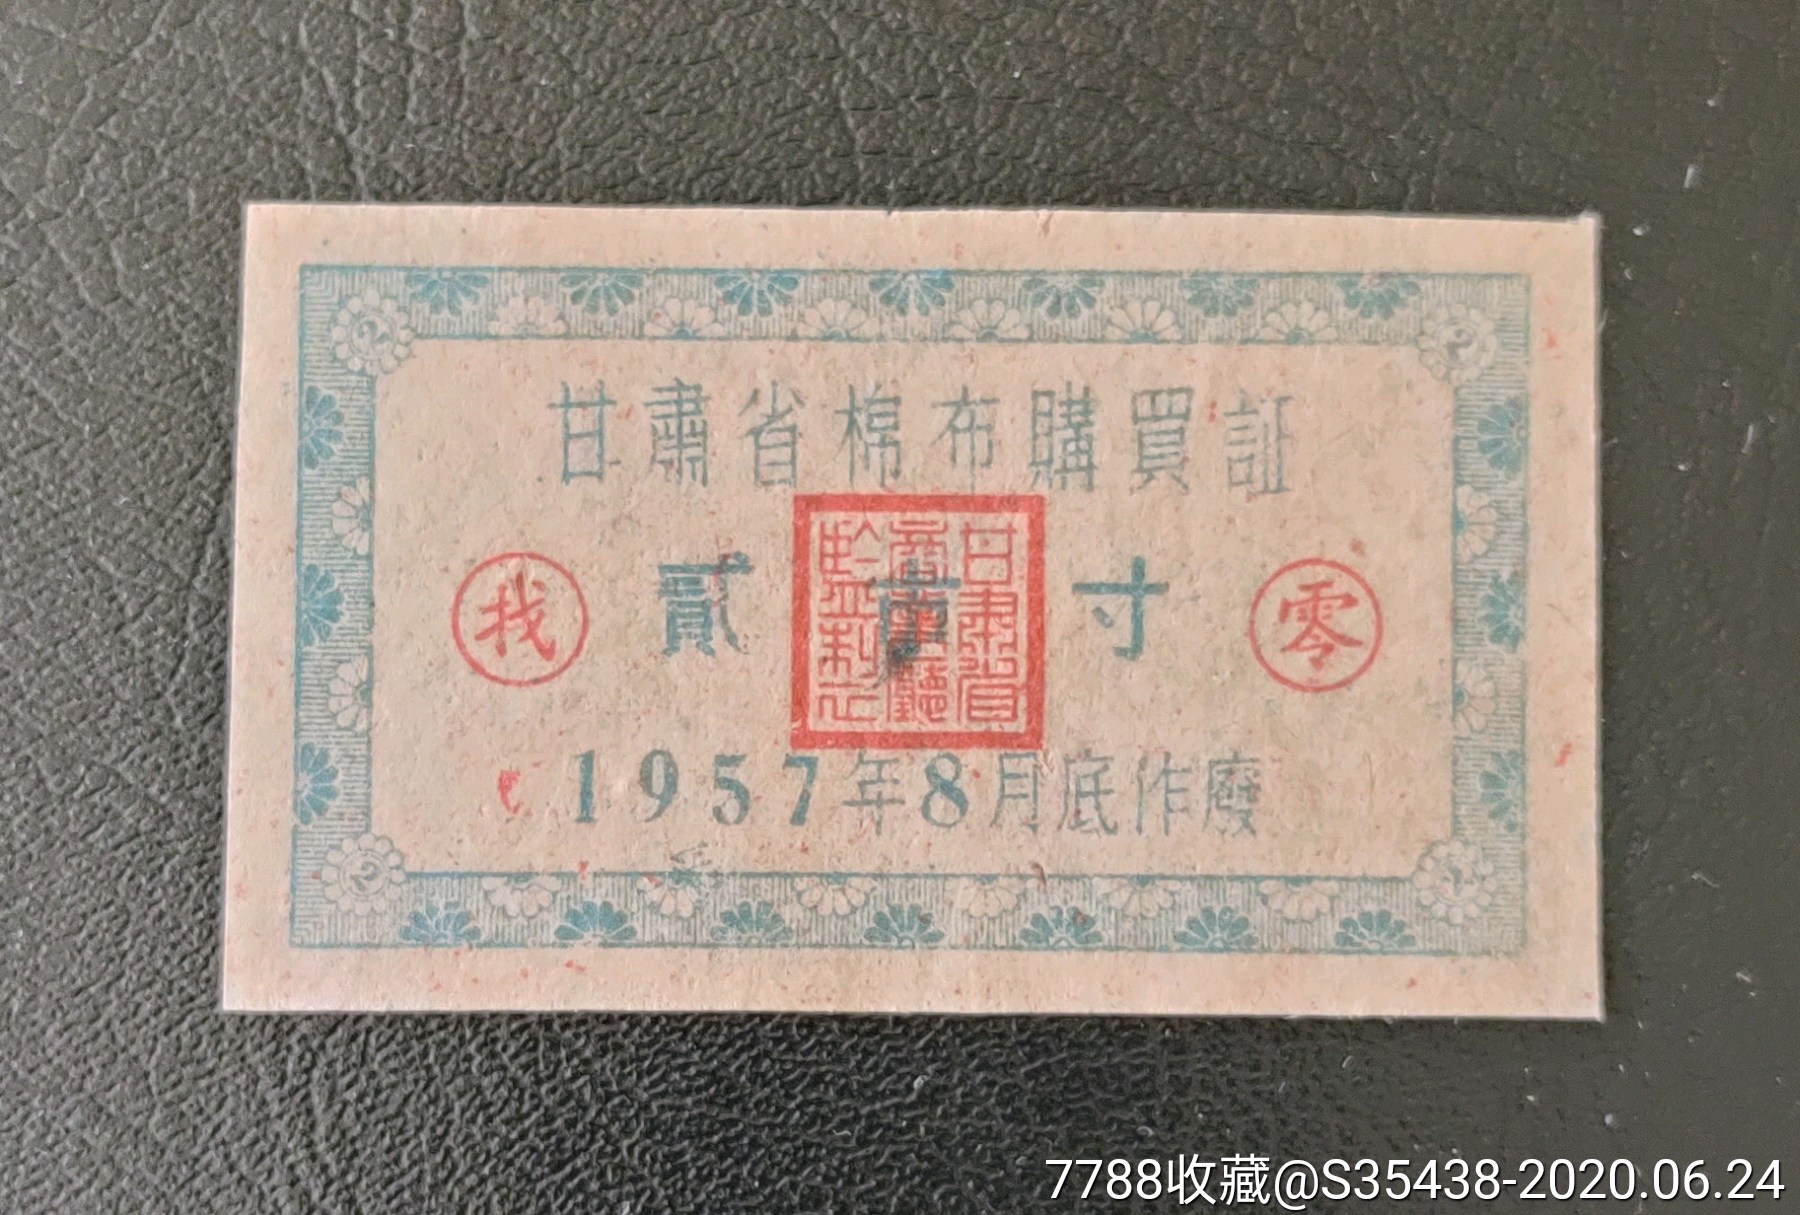 甘肅省棉布購買証
找 貳市寸 零
甘肅省商業廳監製
1957年8月底作廢
7788收藏@S35438-2020.06.24